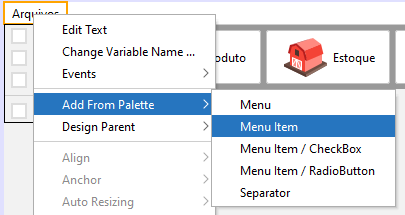 Arquivos
Edit Text
Change Variable Name ...
Events
Add From Palette
Design Parent
Align
Anchor
Auto Resizing
oduto
Estoque
Menu
Menu Item
Menu Item / CheckBox
Menu Item / RadioButton
Separator